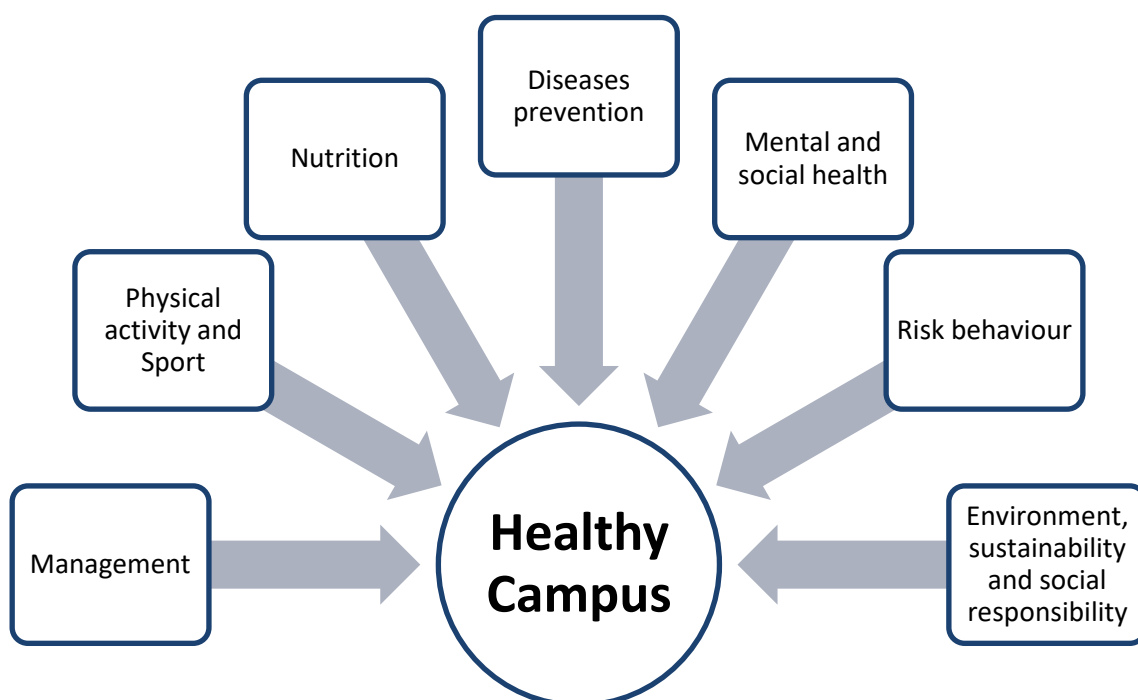 Diseases
prevention
Nutrition
Mental and
social health
Physical
activity and
Sport
Risk behaviour
Management
Healthy
Campus
Environment,
sustainability
and social
responsibility